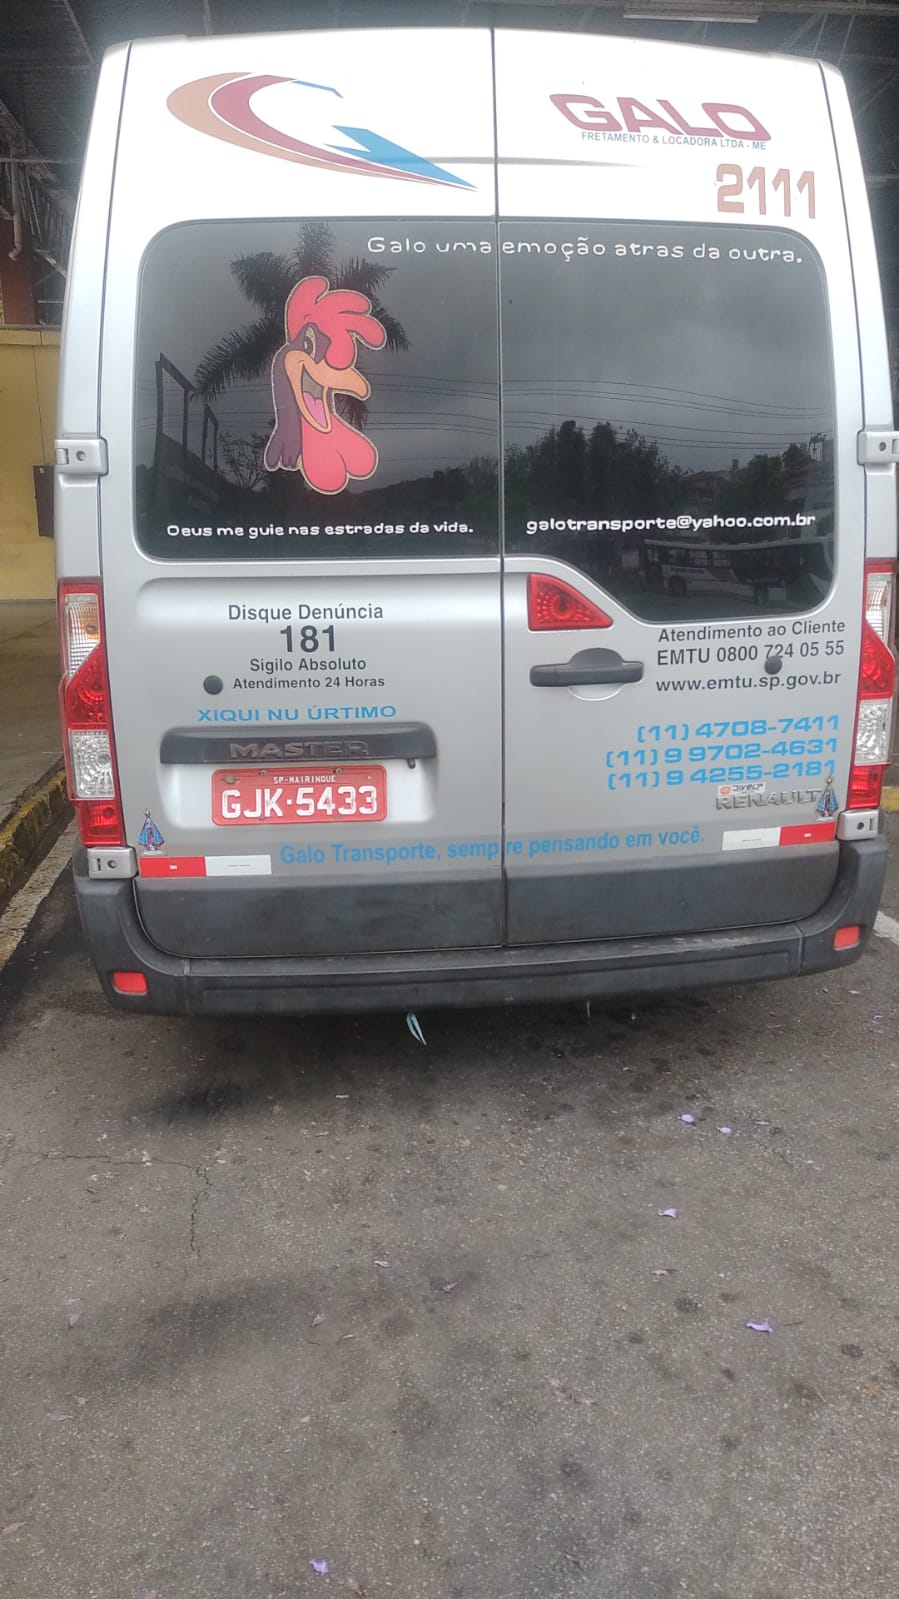 GALO
FRETAMENTO & LOCADORA LTDA - ME
2111
Galo uma emoção atras da outra.
Deus me guie nas estradas da vida.
galotransporte@yahoo.com.br
Disque Denúncia
181
Sigilo Absoluto
Atendimento 24 Horas
Atendimento ao Cliente
EMTU 0800 724 05 55
www.emtu.sp.gov.br
XIQUI NU ÚRTIMO
MASTER
(11) 4708-7411
(11) 9 9702-4631
(11) 9 4255-2181
RENAULT
SP-MAIRINQUE
GJK·5433
Galo Transporte, sempre pensando em você.